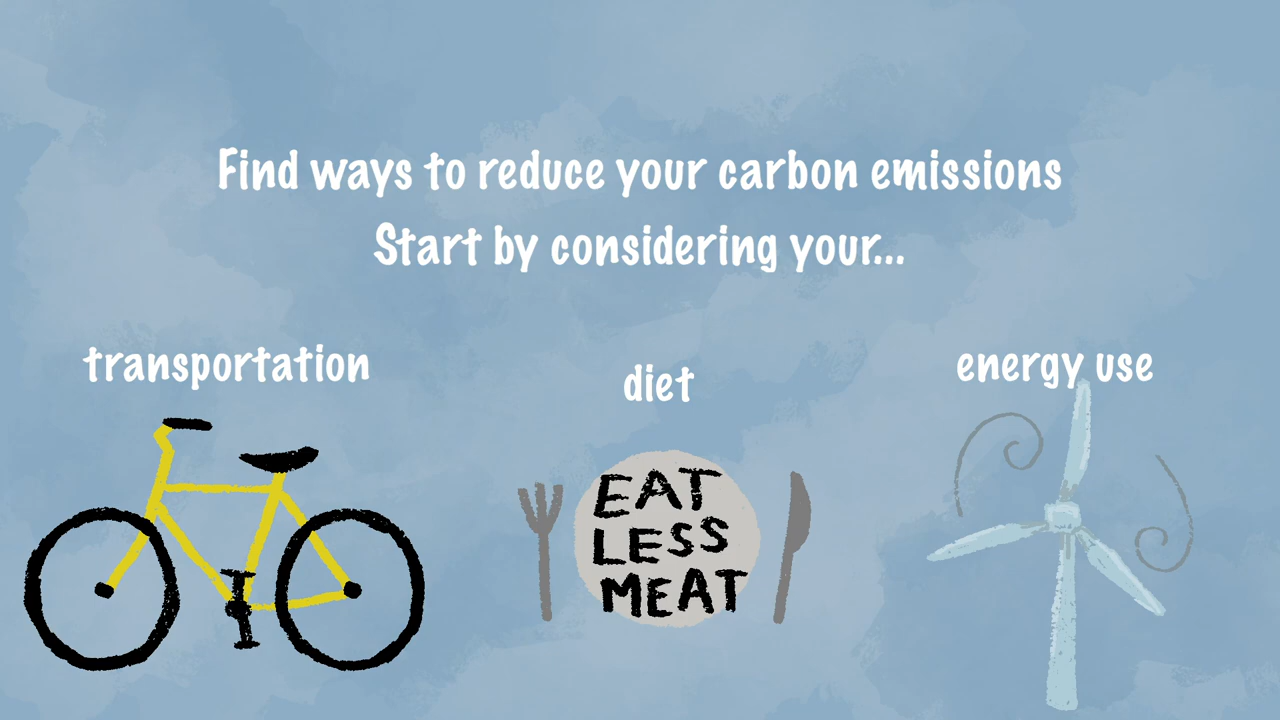 Find ways to reduce your carbon emissions
Start by considering your...
transportation
diet
energy use
EAT
LESS
MEAT